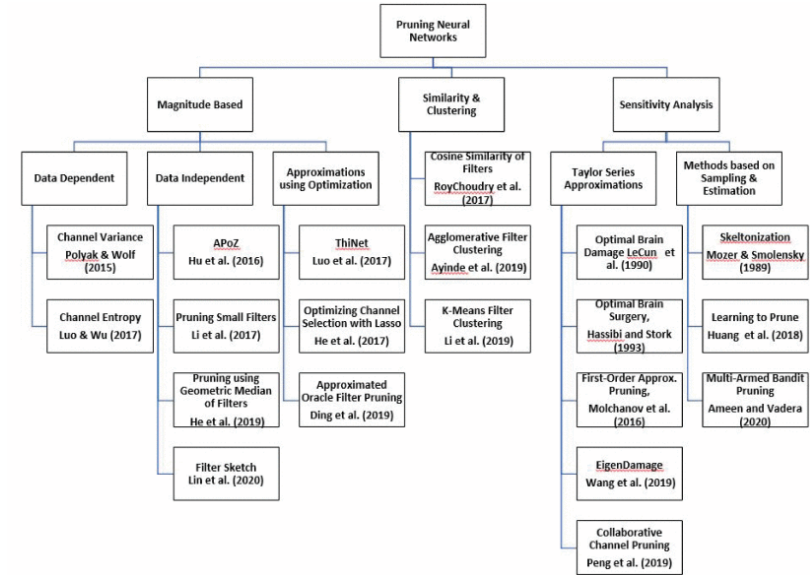 Pruning Neural
Networks
Magnitude Based
Similarity &
Clustering
Sensitivity Analysis
Data Dependent
Data Independent
Approximations
using Optimization
Cosine Similarity of
Filters
RoyChoudry et al.
(2017)
Taylor Series
Approximations
Methods based on
Sampling &
Estimation
Channel Variance
Polyak & Wolf
(2015)
APoZ
Hu et al. (2016)
ThiNet
Luo et al. (2017)
Agglomerative Filter
Clustering
Ayinde et al. (2019)
Optimal Brain
Damage LeCun et
al. (1990)
Skeltonization
Mozer & Smolensky
(1989)
Channel Entropy
Luo & Wu (2017)
Pruning Small Filters
Li et al. (2017)
Optimizing Channel
Selection with Lasso
He et al. (2017)
K-Means Filter
Clustering
Li et al. (2019)
Optimal Brain
Surgery,
Hassibi and Stork
(1993)
Learning to Prune
Huang et al. (2018)
Pruning using
Geometric Median
of Filters
He et al. (2019)
Approximated
Oracle Filter Pruning
Ding et al. (2019)
First-Order Approx.
Pruning,
Molchanov et al.
(2016)
Multi-Armed Bandit
Pruning
Ameen and Vadera
(2020)
Filter Sketch
Lin et al. (2020)
EigenDamage
Wang et al. (2019)
Collaborative
Channel Pruning
Peng et al. (2019)